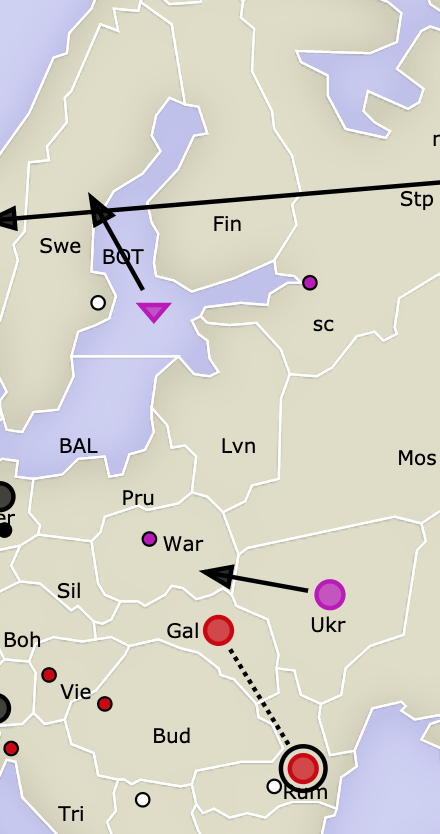 Stp
Fin
Swe
BOT
sc
BAL
Lvn
Mos
Pru
er
War
Sil
Ukr
Gal
Boh
Vie
Bud
Rum
Tri